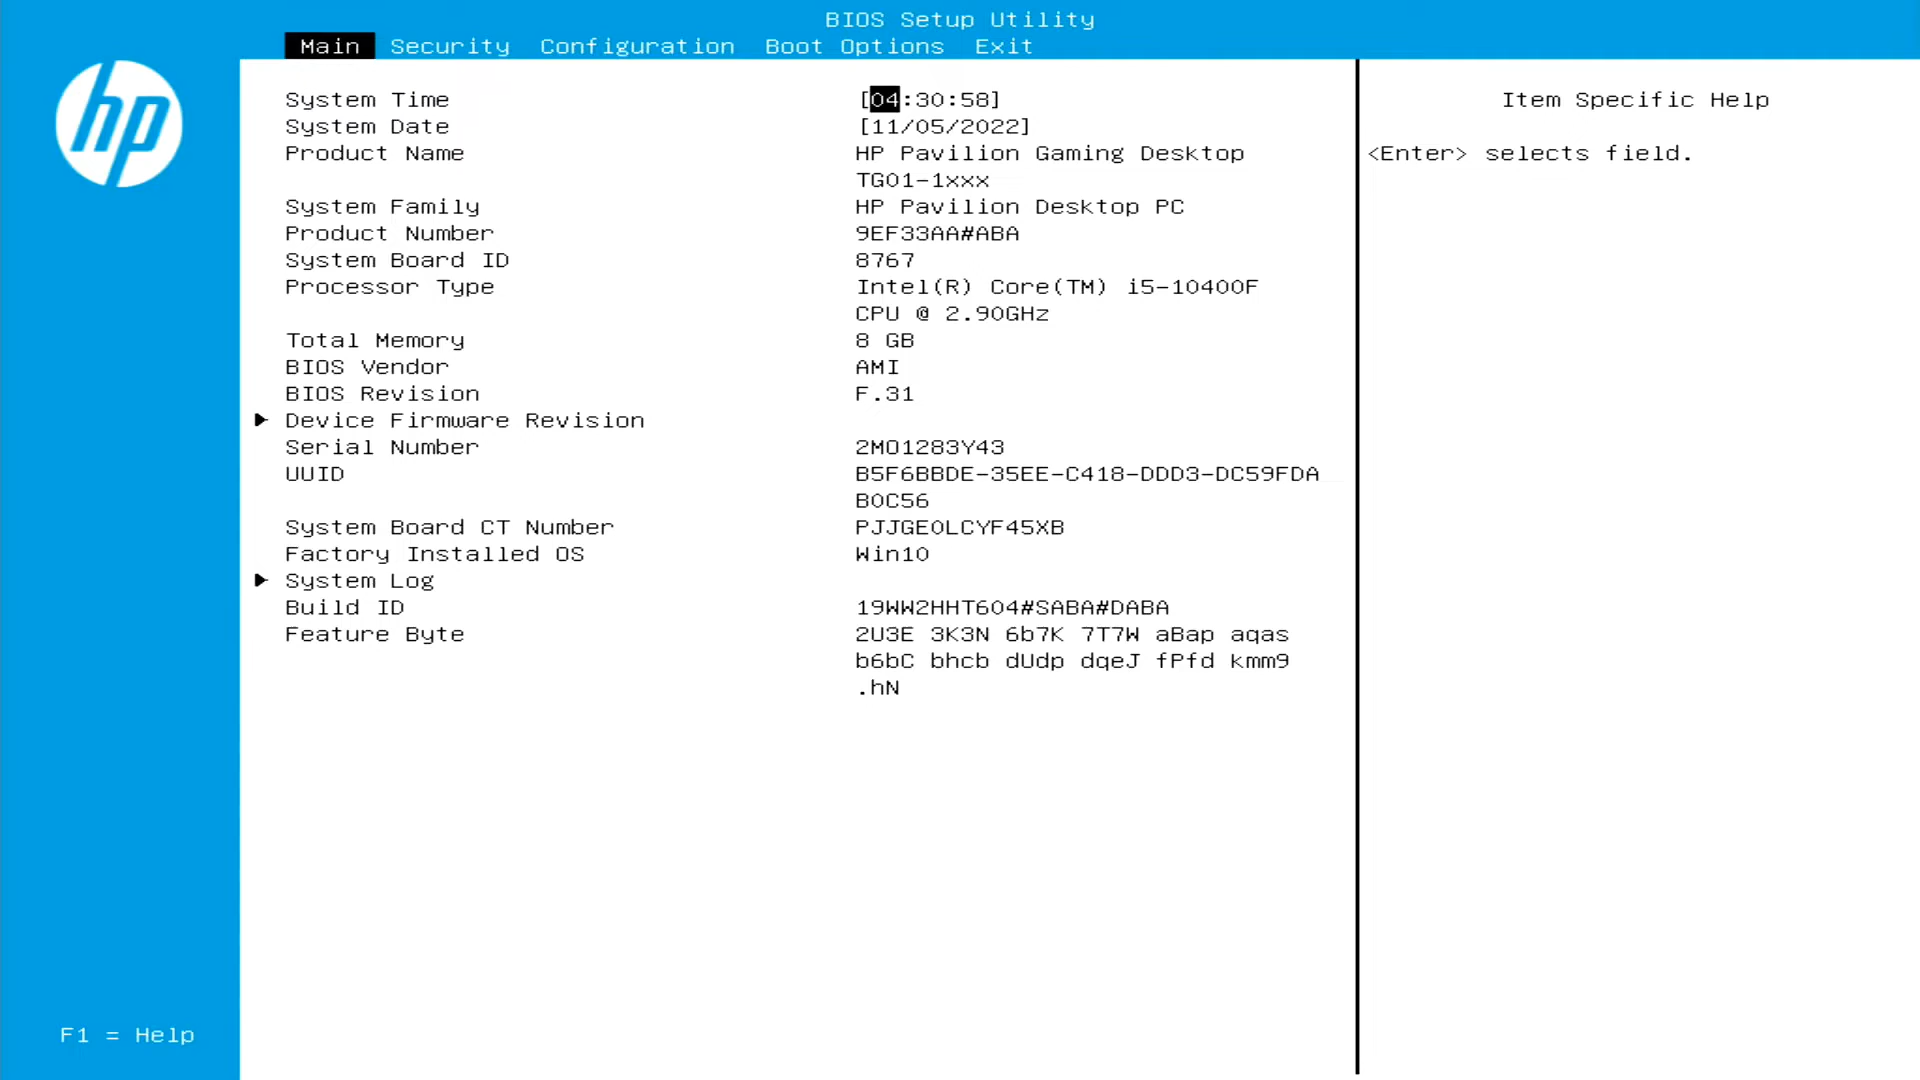 BIOS Setup Utility
Main Security Configuration Boot Options Exit
hp
System Time [04:30:58]
System Date [11/05/2022]
Product Name HP Pavilion Gaming Desktop
TG01-1xxx
System Family HP Pavilion Desktop PC
Product Number 9EF33AA#ABA
System Board ID 8767
Processor Type Intel(R) Core(TM) i5-10400F
CPU @ 2.90GHz
Total Memory 8 GB
BIOS Vendor AMI
BIOS Revision F.31
Device Firmware Revision
Serial Number 2MO1283Y43
UUID B5F6BBDE-35EE-C418-DDD3-DC59FDA
B0C56
System Board CT Number PJJGE0LCYF45XB
Factory Installed OS Win10
System Log
Build ID 19WW2HHT604#SABA#DABA
Feature Byte 2U3E 3K3N 6b7K 7T7W aBap aqas
b6bC bhcb dUdp dqeJ fPfd kmm9
.hN
Item Specific Help
<Enter> selects field.
F1 = Help